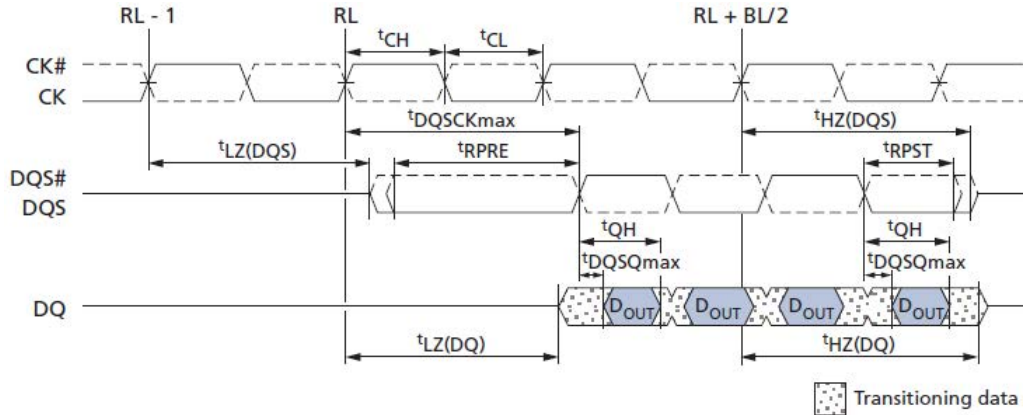 RL - 1 RL RL + BL/2
tCH tCL
CK#
CK
tDQSCKmax tHZ(DQS)
tLZ(DQS) tRPRE tRPST
DQS#
DQS
tQH tQH
tDQSQmax tDQSQmax
DQ DOUT DOUT DOUT DOUT
tLZ(DQ) tHZ(DQ)
Transitioning data